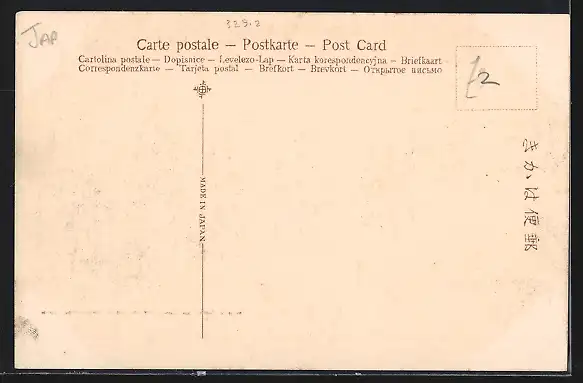 JAP
Carte postale — Postkarte — Post Card
Cartolina postale — Dopisnice — Levelezo-Lap — Karta korespondencyjna — Briefkaart
Correspondenzkarte — Tarjeta postal — Brefkort — Brevkort — Открытое письмо
2
きかは便郵
MADE IN JAPAN.